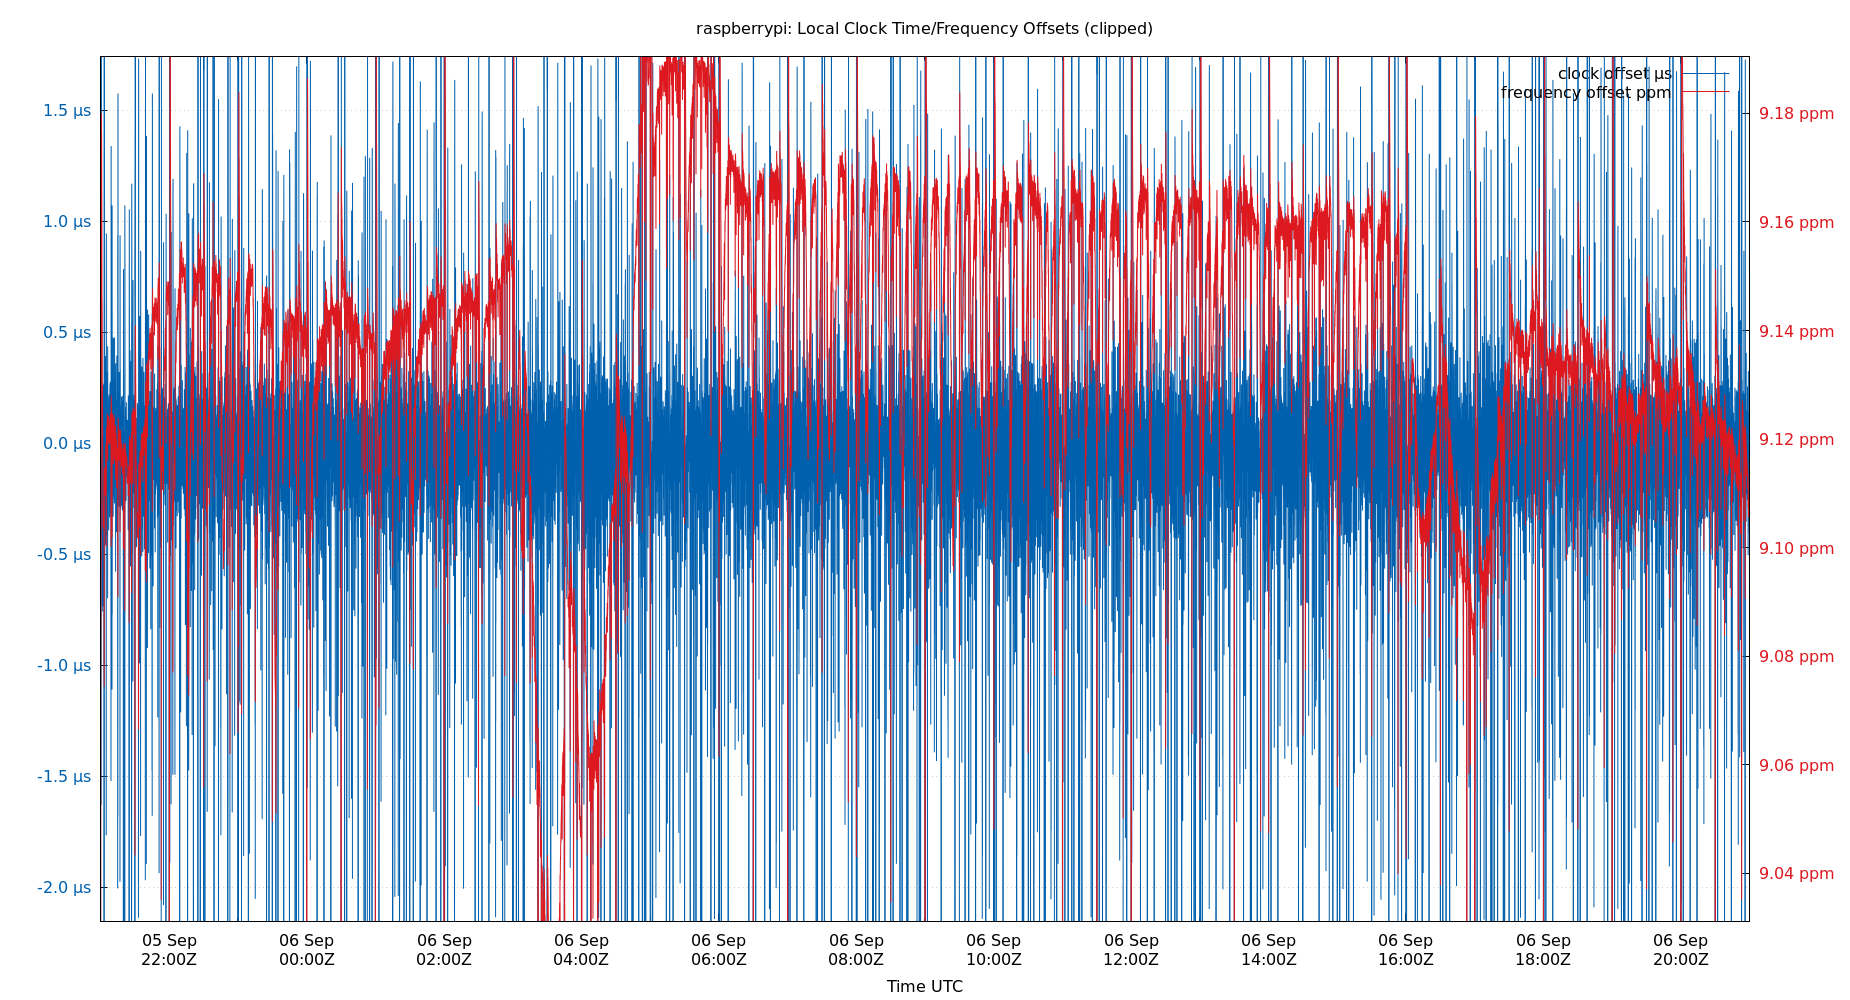 raspberrypi: Local Clock Time/Frequency Offsets (clipped)
clock offset µs
frequency offset ppm
1.5 µs
1.0 µs
0.5 µs
0.0 µs
-0.5 µs
-1.0 µs
-1.5 µs
-2.0 µs
9.18 ppm
9.16 ppm
9.14 ppm
9.12 ppm
9.10 ppm
9.08 ppm
9.06 ppm
9.04 ppm
05 Sep 06 Sep 06 Sep 06 Sep 06 Sep 06 Sep 06 Sep 06 Sep 06 Sep 06 Sep 06 Sep 06 Sep
22:00Z 00:00Z 02:00Z 04:00Z 06:00Z 08:00Z 10:00Z 12:00Z 14:00Z 16:00Z 18:00Z 20:00Z
Time UTC